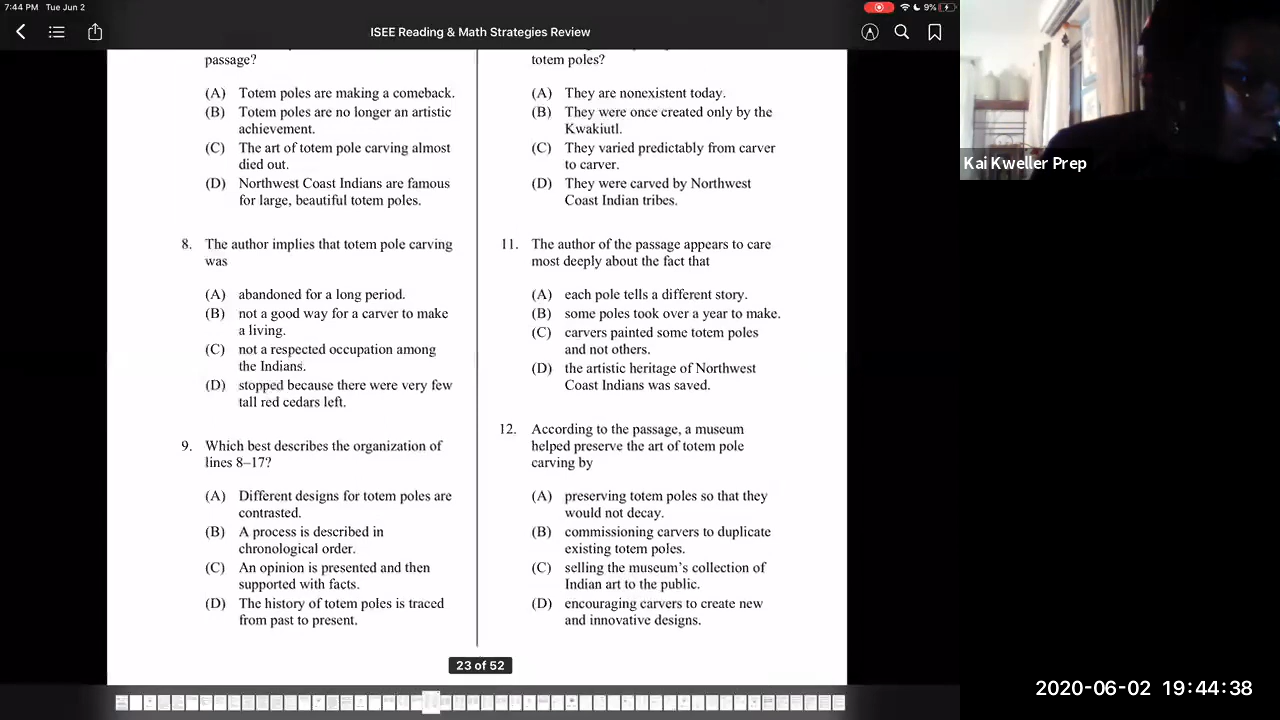 7:44 PM Tue Jun 2
9%
ISEE Reading & Math Strategies Review
passage?
(A) Totem poles are making a comeback.
(B) Totem poles are no longer an artistic
achievement.
(C) The art of totem pole carving almost
died out.
(D) Northwest Coast Indians are famous
for large, beautiful totem poles.
8. The author implies that totem pole carving
was
(A) abandoned for a long period.
(B) not a good way for a carver to make
a living.
(C) not a respected occupation among
the Indians.
(D) stopped because there were very few
tall red cedars left.
9. Which best describes the organization of
lines 8–17?
(A) Different designs for totem poles are
contrasted.
(B) A process is described in
chronological order.
(C) An opinion is presented and then
supported with facts.
(D) The history of totem poles is traced
from past to present.
totem poles?
(A) They are nonexistent today.
(B) They were once created only by the
Kwakiutl.
(C) They varied predictably from carver
to carver.
(D) They were carved by Northwest
Coast Indian tribes.
11. The author of the passage appears to care
most deeply about the fact that
(A) each pole tells a different story.
(B) some poles took over a year to make.
(C) carvers painted some totem poles
and not others.
(D) the artistic heritage of Northwest
Coast Indians was saved.
12. According to the passage, a museum
helped preserve the art of totem pole
carving by
(A) preserving totem poles so that they
would not decay.
(B) commissioning carvers to duplicate
existing totem poles.
(C) selling the museum's collection of
Indian art to the public.
(D) encouraging carvers to create new
and innovative designs.
23 of 52
Kai Kweller Prep
2020-06-02 19:44:38